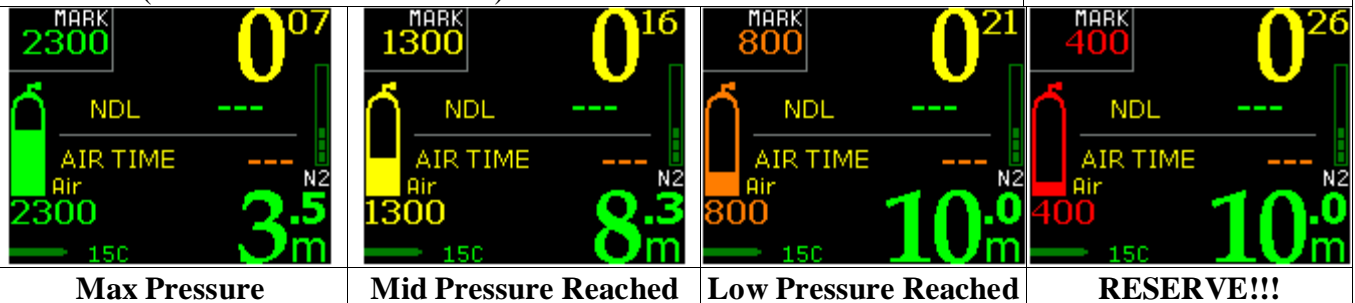 MARK
2300
0 07
NDL ---
AIR TIME ---
Air
N2
2300
3.5
15C
m
Max Pressure
MARK
1300
0 16
NDL ---
AIR TIME ---
Air
N2
1300
8.3
15C
m
Mid Pressure Reached
MARK
800
0 21
NDL ---
AIR TIME ---
Air
N2
800
10.0
15C
m
Low Pressure Reached
MARK
400
0 26
NDL ---
AIR TIME ---
Air
N2
400
10.0
15C
m
RESERVE!!!